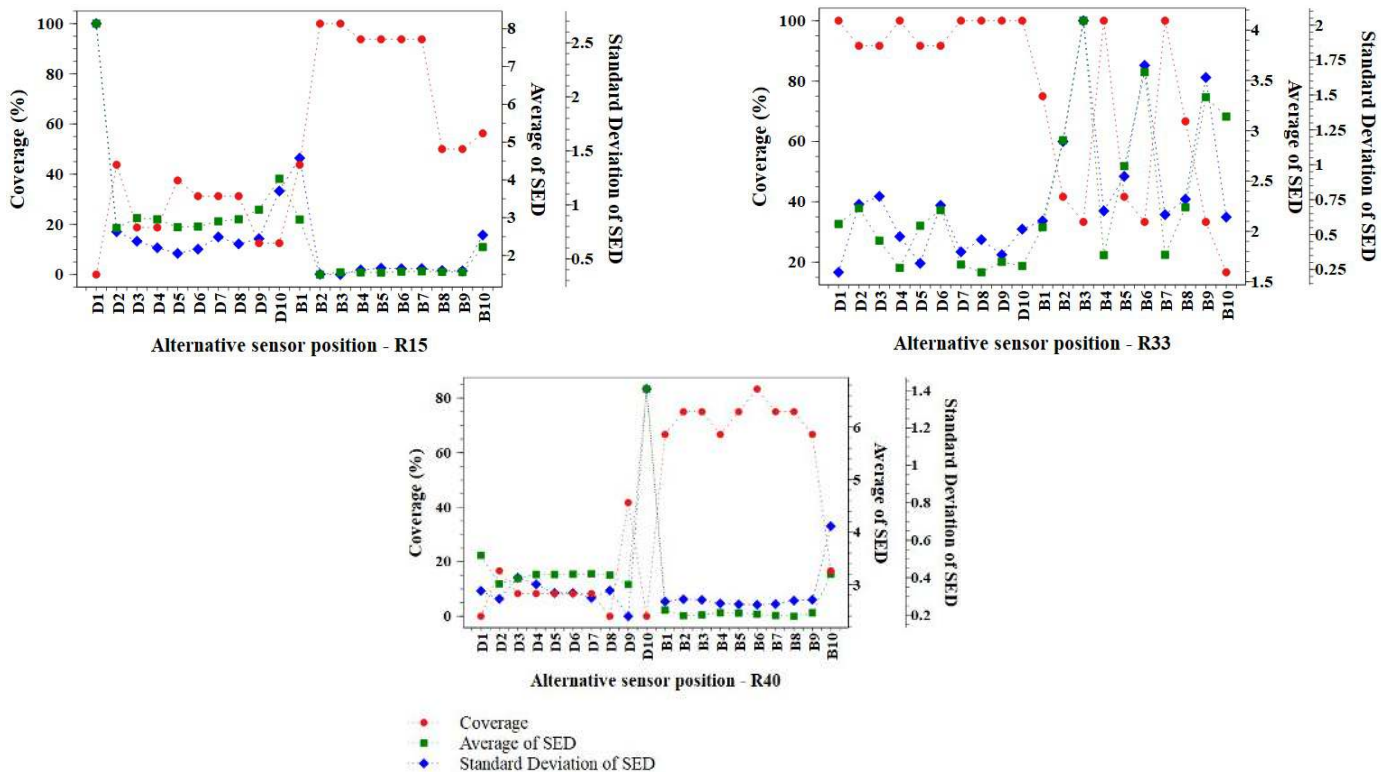 100
80
60
40
20
0
Coverage (%)
8
7
6
5
4
3
2
Average of SED
2.5
2
1.5
1
0.5
Standard Deviation of SED
D1 D2 D3 D4 D5 D6 D7 D8 D9 D10 B1 B2 B3 B4 B5 B6 B7 B8 B9 B10
Alternative sensor position - R15
100
80
60
40
20
Coverage (%)
4
3.5
3
2.5
2
1.5
Average of SED
2
1.75
1.5
1.25
1
0.75
0.5
0.25
Standard Deviation of SED
D1 D2 D3 D4 D5 D6 D7 D8 D9 D10 B1 B2 B3 B4 B5 B6 B7 B8 B9 B10
Alternative sensor position - R33
80
60
40
20
0
Coverage (%)
6
5
4
3
Average of SED
1.4
1.2
1
0.8
0.6
0.4
0.2
Standard Deviation of SED
D1 D2 D3 D4 D5 D6 D7 D8 D9 D10 B1 B2 B3 B4 B5 B6 B7 B8 B9 B10
Alternative sensor position - R40
Coverage
Average of SED
Standard Deviation of SED